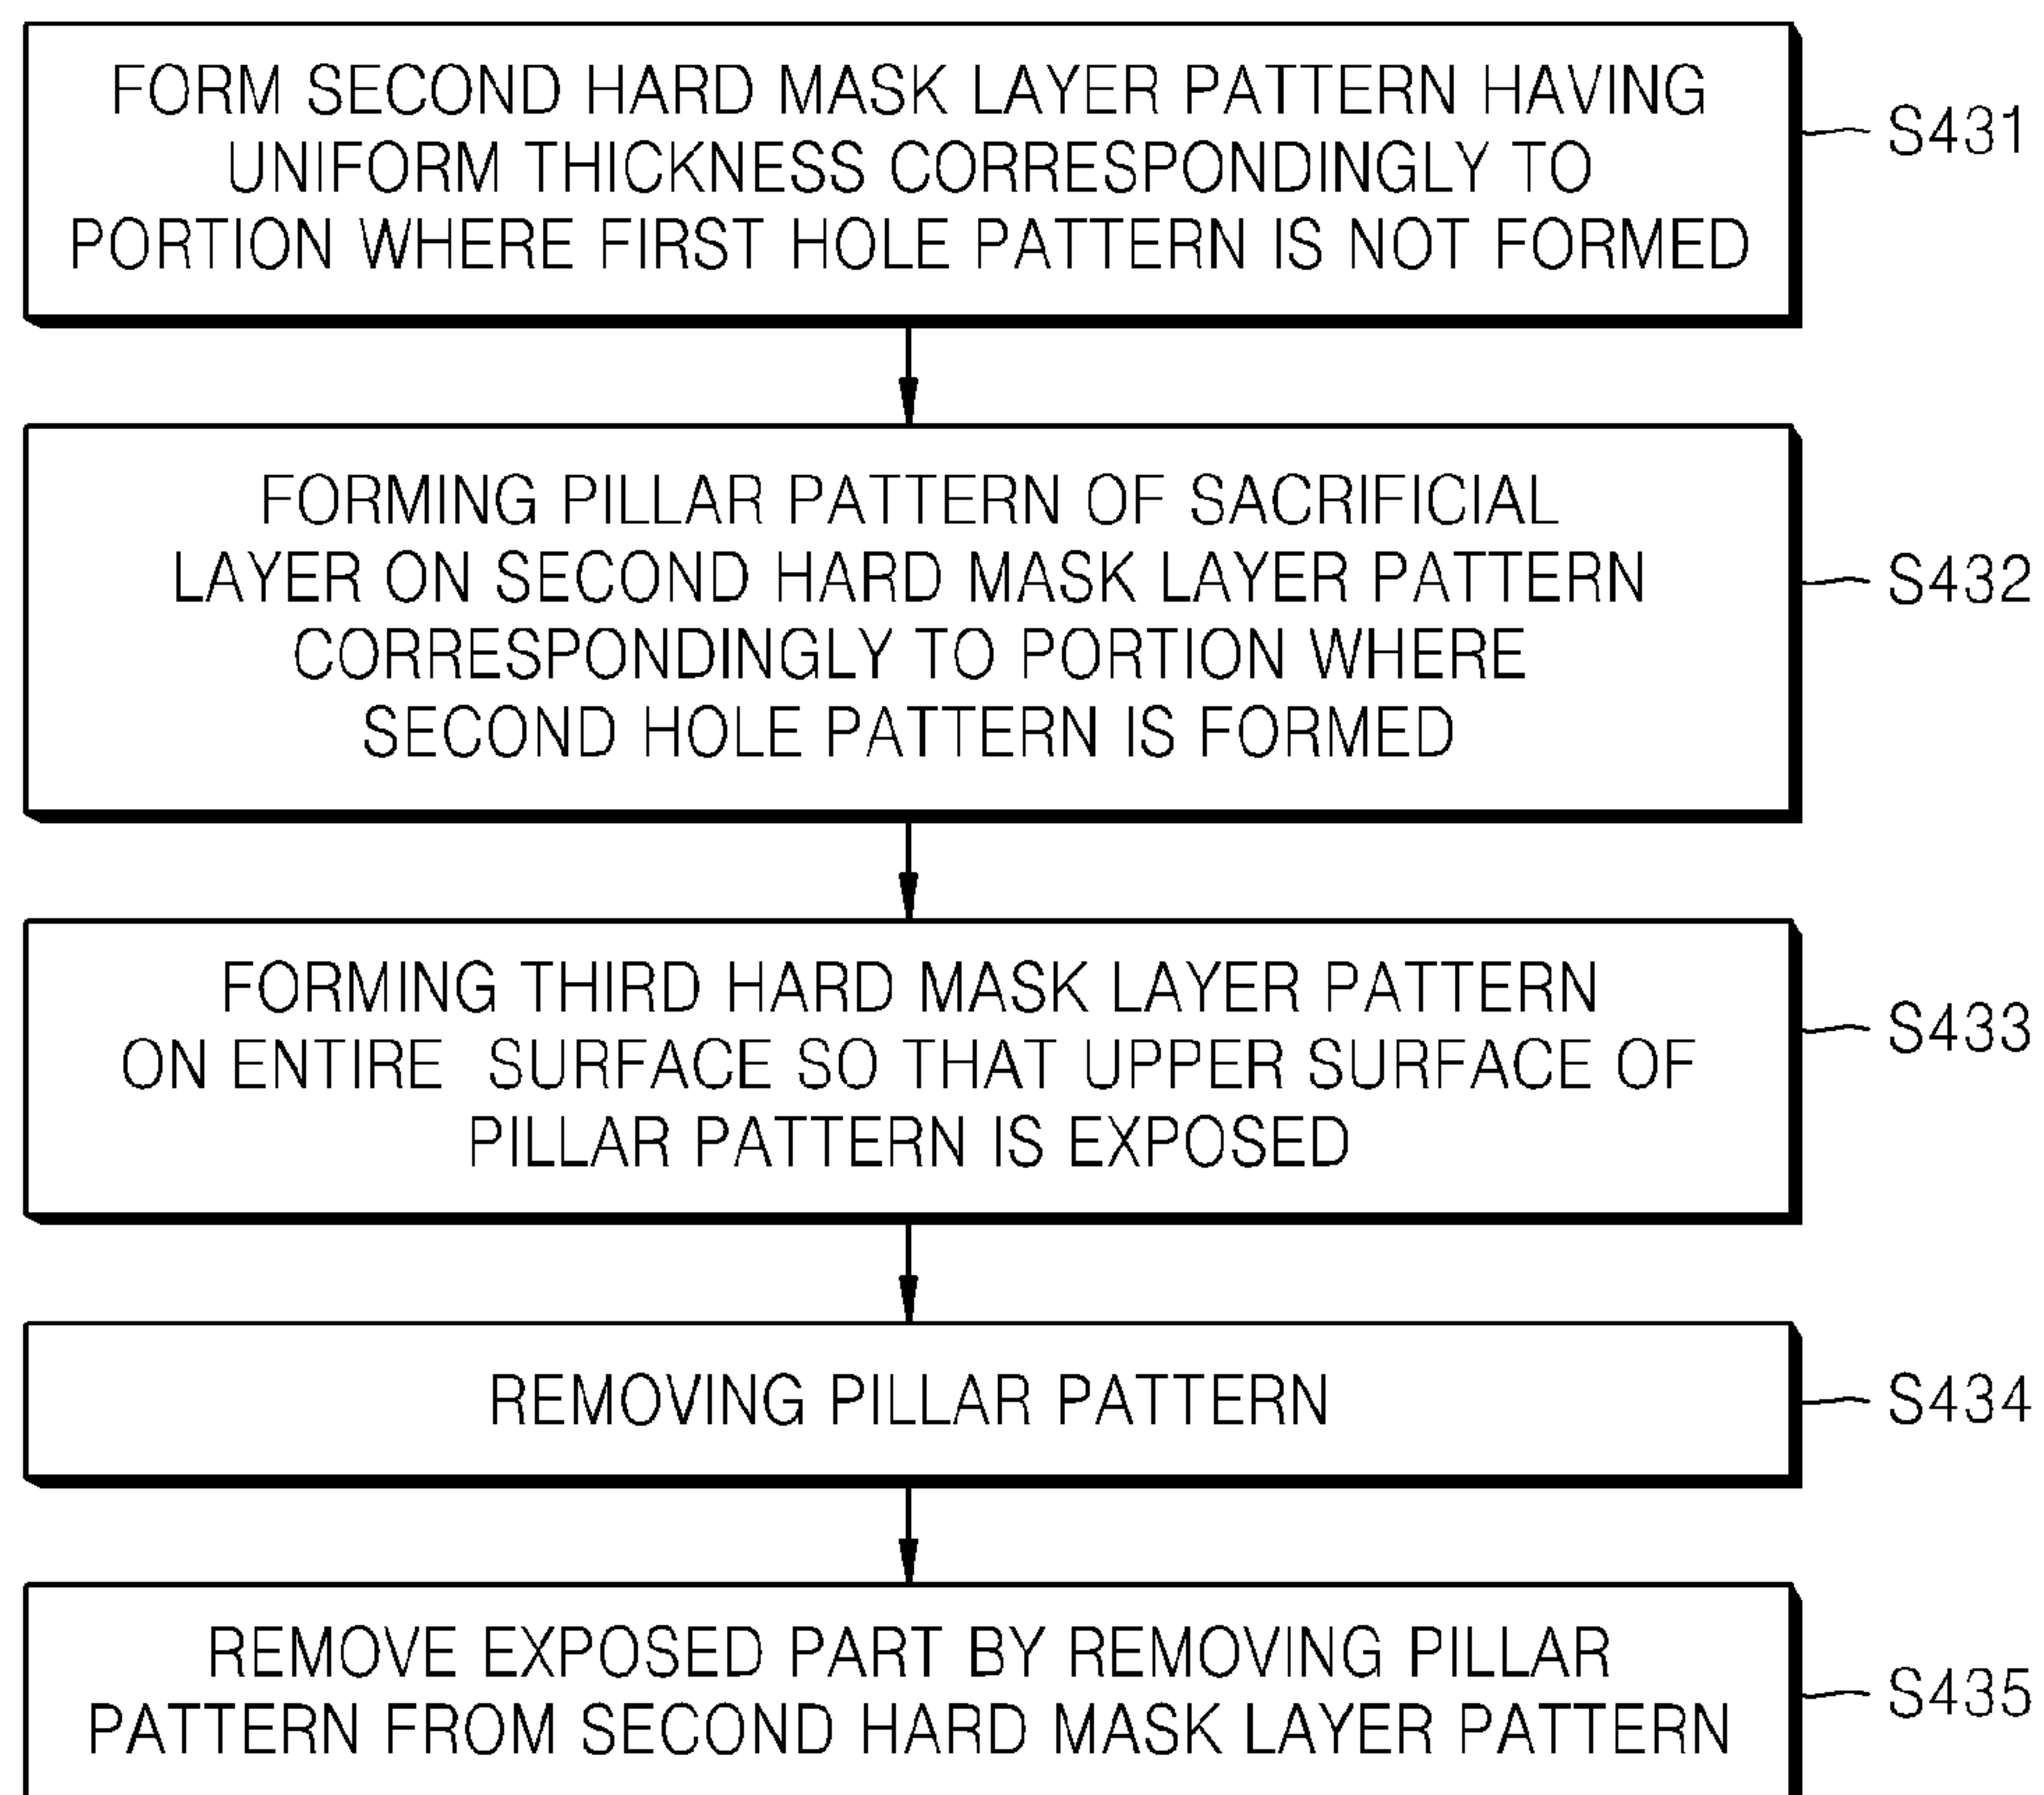 FORM SECOND HARD MASK LAYER PATTERN HAVING
UNIFORM THICKNESS CORRESPONDINGLY TO
PORTION WHERE FIRST HOLE PATTERN IS NOT FORMED
S431
FORMING PILLAR PATTERN OF SACRIFICIAL
LAYER ON SECOND HARD MASK LAYER PATTERN
CORRESPONDINGLY TO PORTION WHERE
SECOND HOLE PATTERN IS FORMED
S432
FORMING THIRD HARD MASK LAYER PATTERN
ON ENTIRE SURFACE SO THAT UPPER SURFACE OF
PILLAR PATTERN IS EXPOSED
S433
REMOVING PILLAR PATTERN
S434
REMOVE EXPOSED PART BY REMOVING PILLAR
PATTERN FROM SECOND HARD MASK LAYER PATTERN
S435